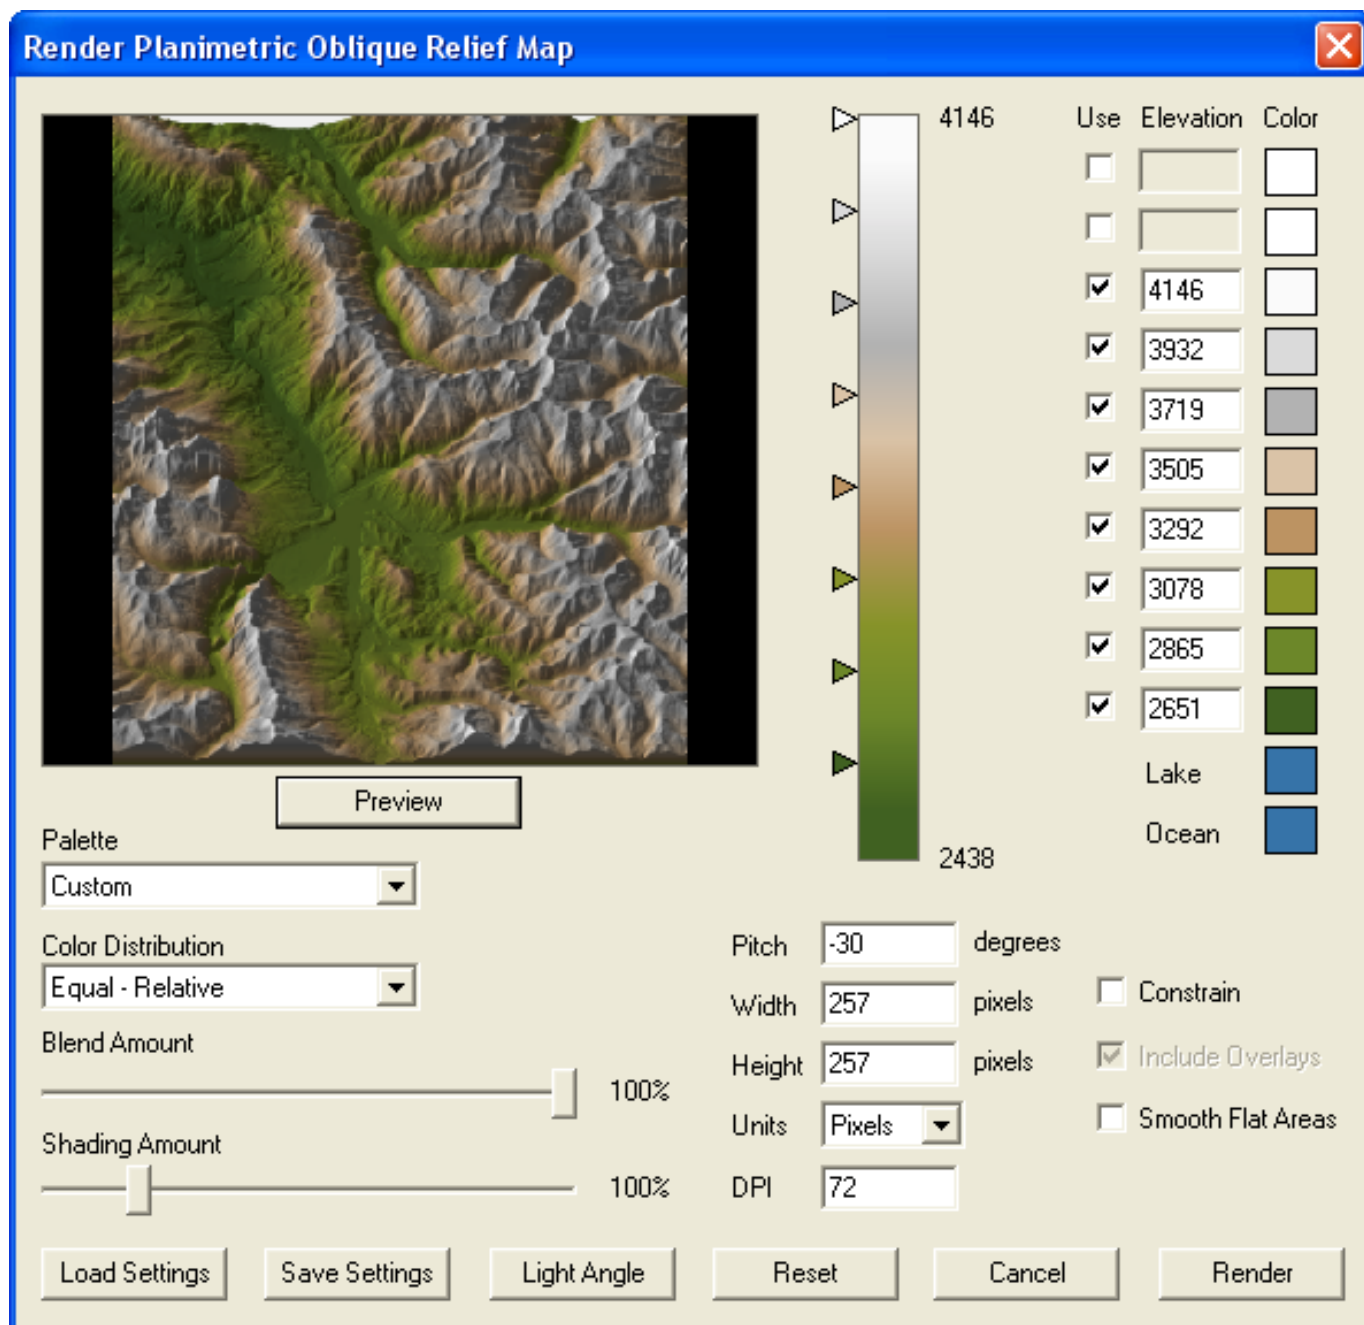 Render Planimetric Oblique Relief Map
4146
Use Elevation Color
4146
3932
3719
3505
3292
3078
2865
2651
Lake
Ocean
2438
Preview
Palette
Custom
Color Distribution
Equal - Relative
Blend Amount
100%
Shading Amount
100%
Pitch -30 degrees
Width 257 pixels
Height 257 pixels
Units Pixels
DPI 72
Constrain
Include Overlays
Smooth Flat Areas
Load Settings Save Settings Light Angle Reset Cancel Render